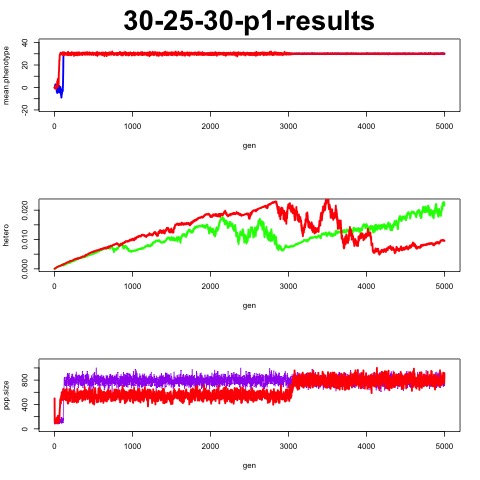 30-25-30-p1-results
mean.phenotype
-20
0
20
40
0 1000 2000 3000 4000 5000
gen
hetero
0.000
0.010
0.020
0 1000 2000 3000 4000 5000
gen
pop.size
0
400
800
0 1000 2000 3000 4000 5000
gen